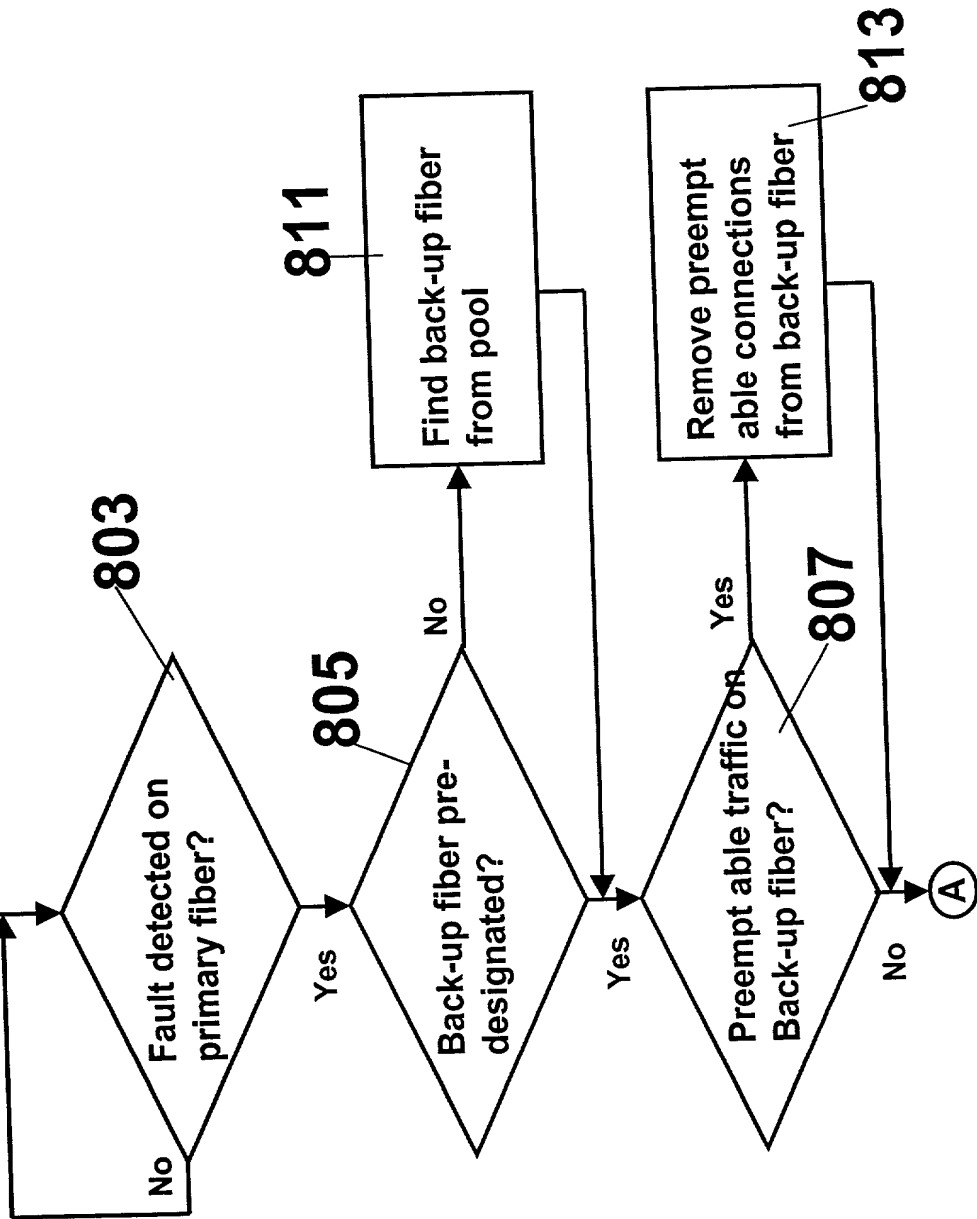 803
Fault detected on
primary fiber?
No
Yes
805
Back-up fiber pre-
designated?
No
811
Find back-up fiber
from pool
Yes
Preempt able traffic on
Back-up fiber?
807
Yes
Remove preempt
able connections
from back-up fiber
813
No
A